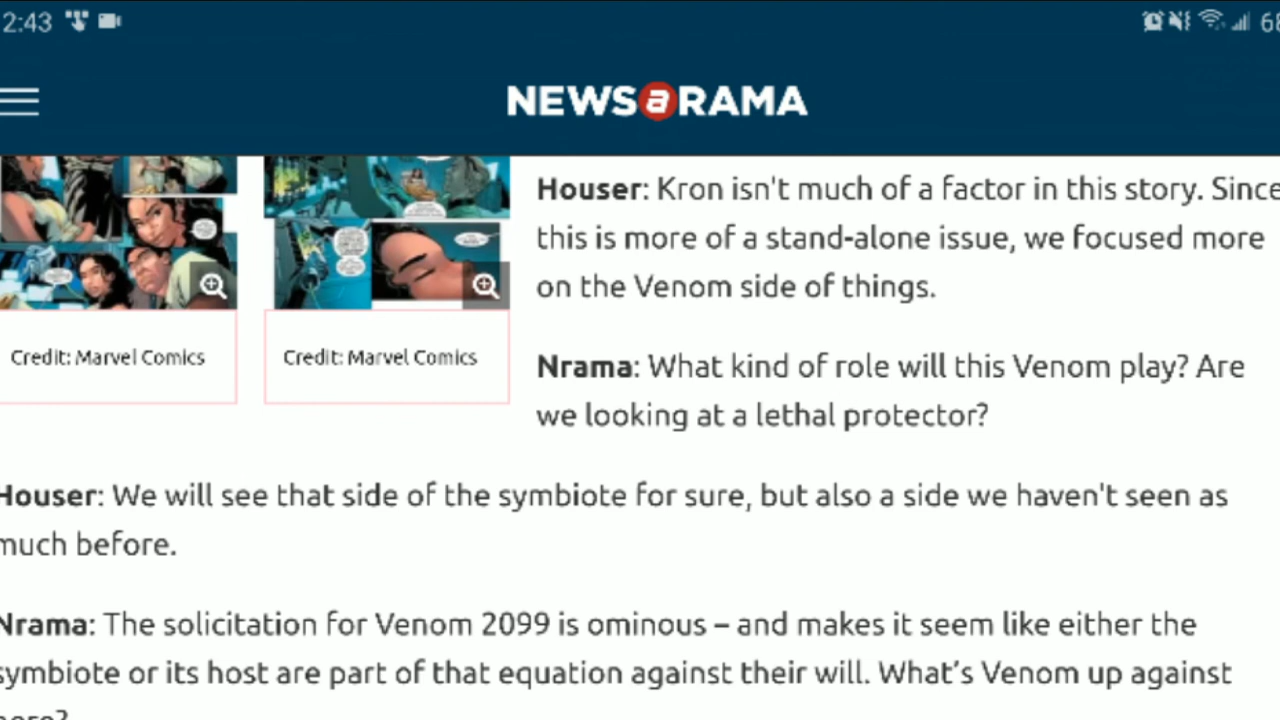 2:43
NEWSaRAMA
Houser: Kron isn't much of a factor in this story. Since
this is more of a stand-alone issue, we focused more
on the Venom side of things.
Credit: Marvel Comics
Credit: Marvel Comics
Nrama: What kind of role will this Venom play? Are
we looking at a lethal protector?
Houser: We will see that side of the symbiote for sure, but also a side we haven't seen as
much before.
Nrama: The solicitation for Venom 2099 is ominous – and makes it seem like either the
symbiote or its host are part of that equation against their will. What's Venom up against